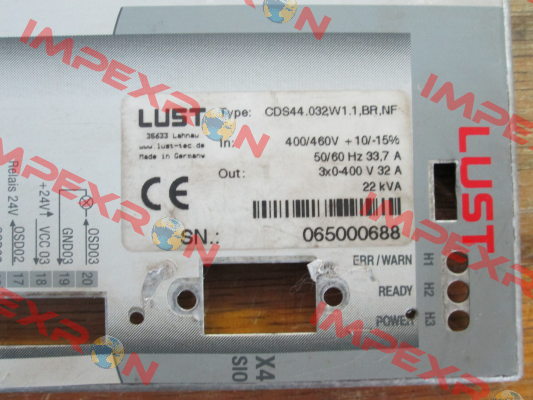 LUST
35633 Lahnau
www.lust-tec.de
Made in Germany
Type: CDS44.032,W1.1,BR,NF
In: 400/460V +10/-15%
50/60 Hz 33,7 A
Out: 3x0-400 V 32 A
22 kVA
CE
SN.: 065000688
LUST
Relais 24V
+24V
OSD02
VCC 03
GND03
OSD03
17
18
19
20
ERR / WARN H1
READY H2
POWER H3
X4
SIO
IMPEXRON
IMPEXRON
IMPEXRON